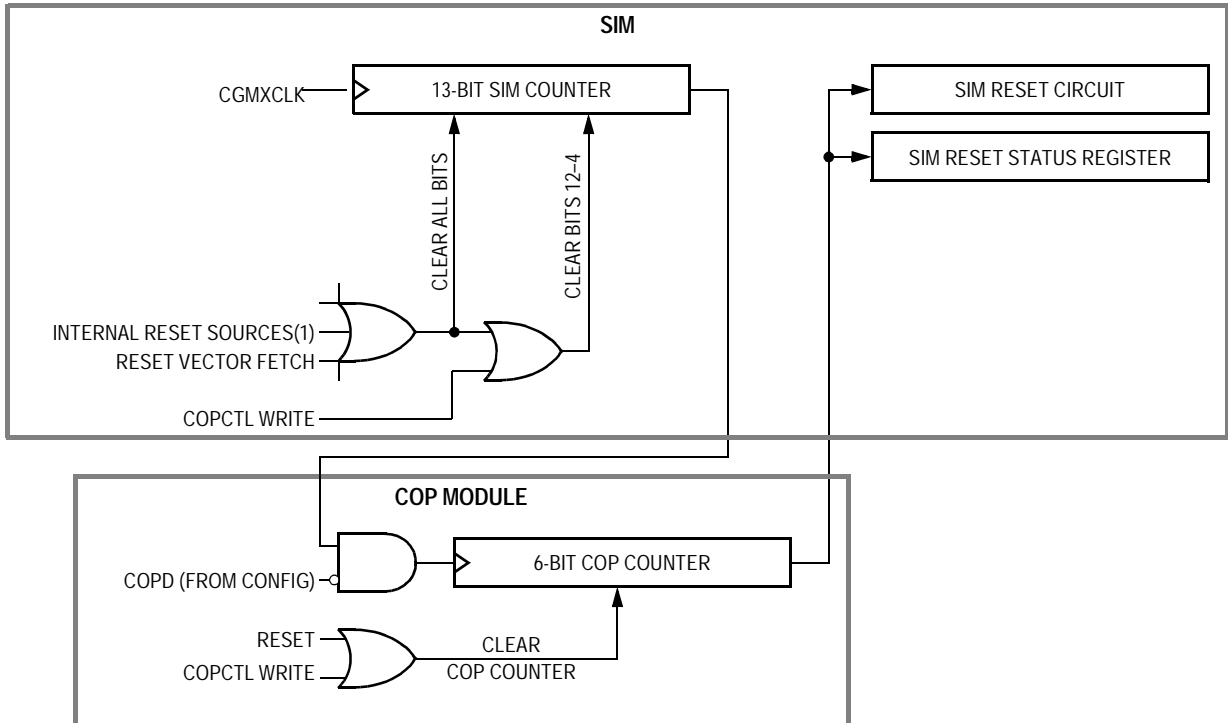 SIM
CGMXCLK
13-BIT SIM COUNTER
SIM RESET CIRCUIT
SIM RESET STATUS REGISTER
CLEAR ALL BITS
CLEAR BITS 12–4
INTERNAL RESET SOURCES(1)
RESET VECTOR FETCH
COPCTL WRITE
COP MODULE
6-BIT COP COUNTER
COPD (FROM CONFIG)
RESET
COPCTL WRITE
CLEAR
COP COUNTER